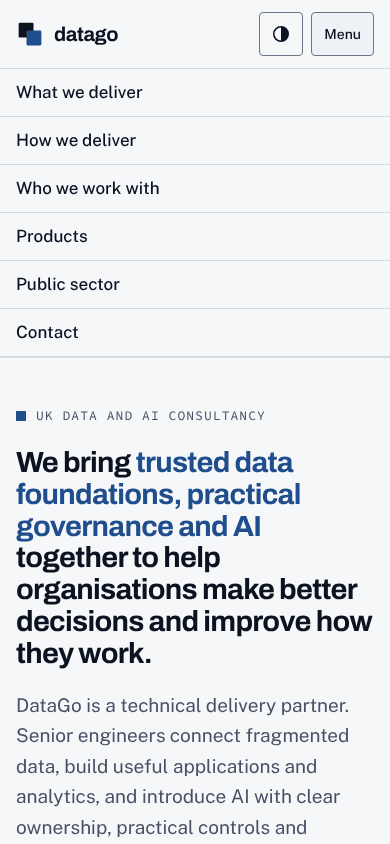 datago
Menu
What we deliver
How we deliver
Who we work with
Products
Public sector
Contact
UK DATA AND AI CONSULTANCY
We bring trusted data
foundations, practical
governance and AI
together to help
organisations make better
decisions and improve how
they work.
DataGo is a technical delivery partner.
Senior engineers connect fragmented
data, build useful applications and
analytics, and introduce AI with clear
ownership, practical controls and